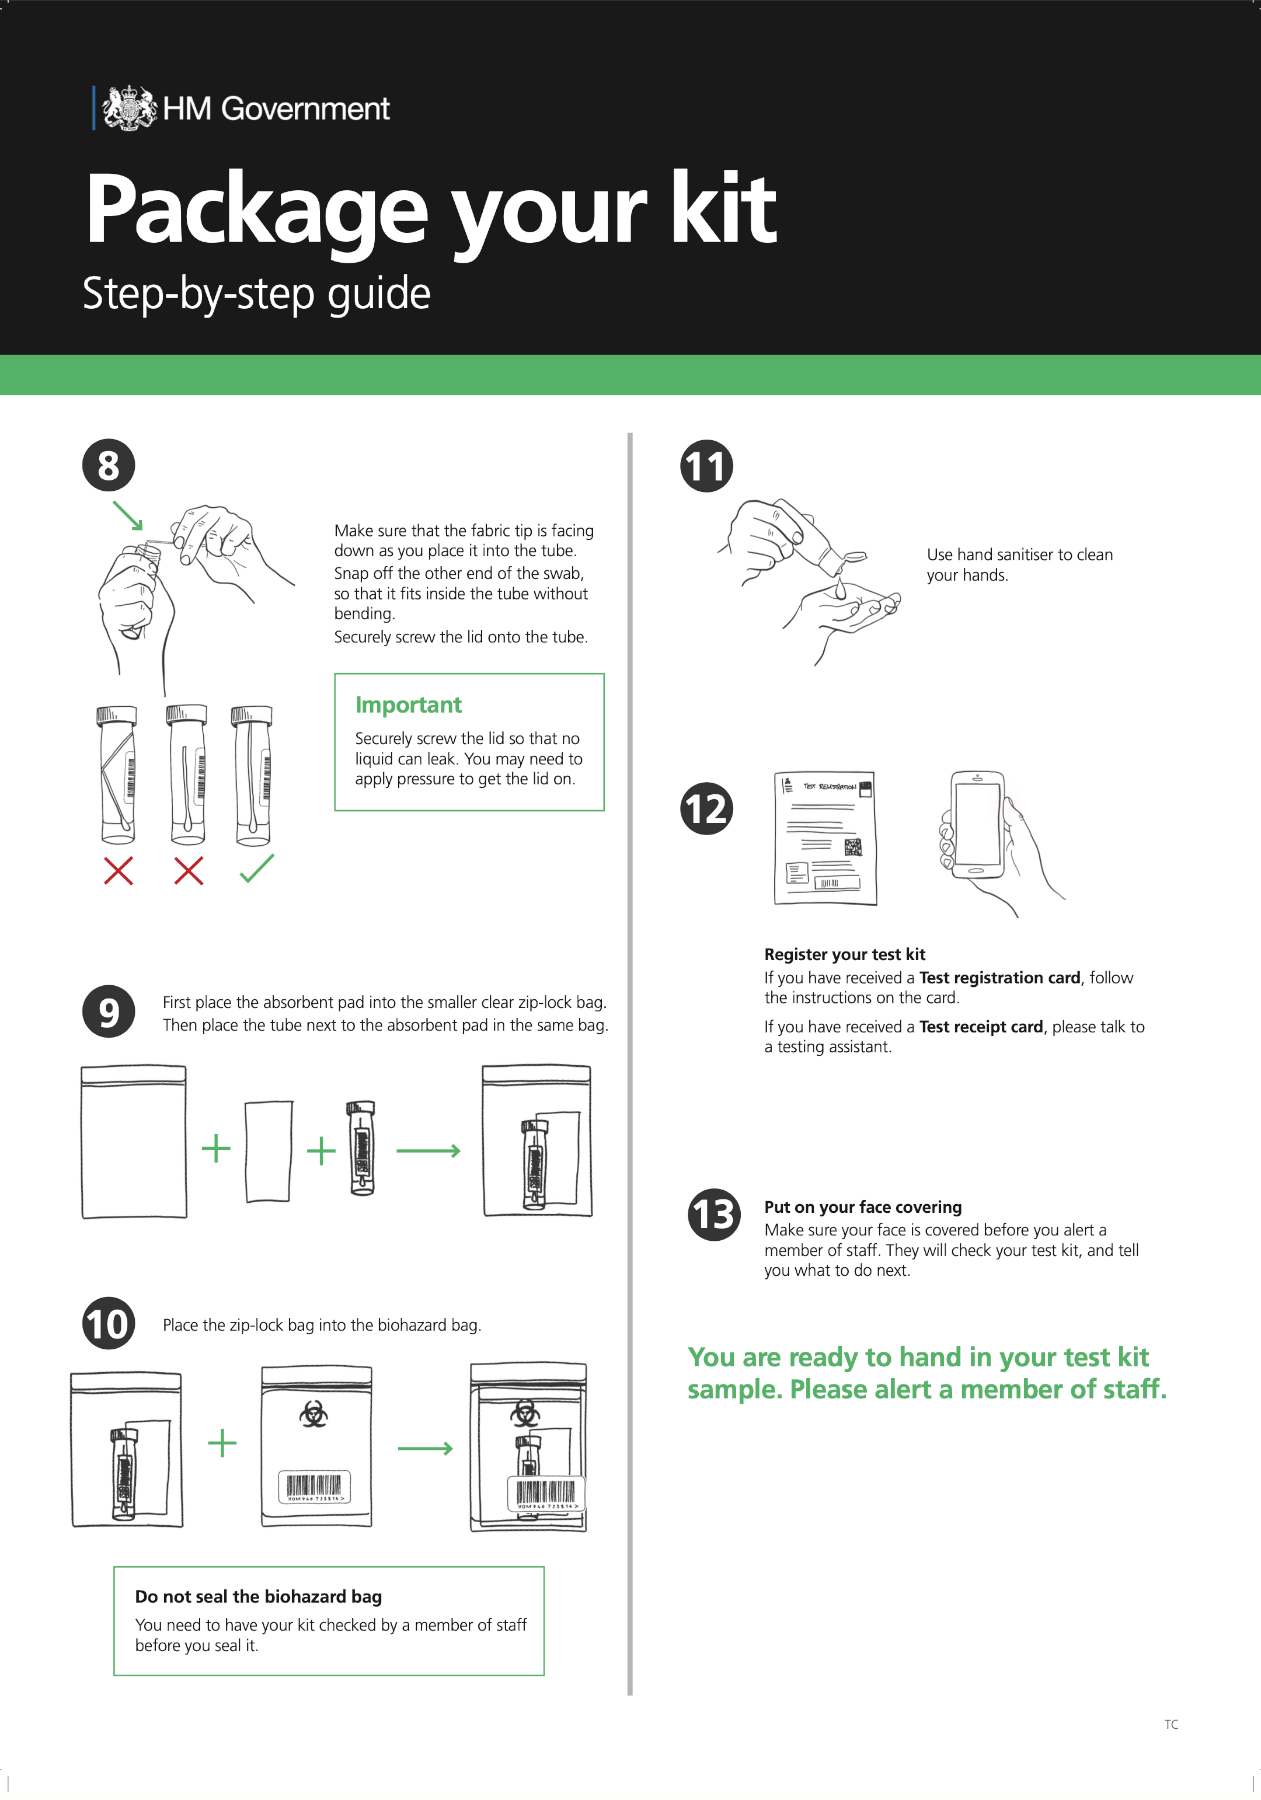 HM Government
Package your kit
Step-by-step guide
8
Make sure that the fabric tip is facing
down as you place it into the tube.
Snap off the other end of the swab,
so that it fits inside the tube without
bending.
Securely screw the lid onto the tube.
Important
Securely screw the lid so that no
liquid can leak. You may need to
apply pressure to get the lid on.
9
First place the absorbent pad into the smaller clear zip-lock bag.
Then place the tube next to the absorbent pad in the same bag.
10
Place the zip-lock bag into the biohazard bag.
Do not seal the biohazard bag
You need to have your kit checked by a member of staff
before you seal it.
11
Use hand sanitiser to clean
your hands.
12
TEST REGISTRATION
Register your test kit
If you have received a Test registration card, follow
the instructions on the card.
If you have received a Test receipt card, please talk to
a testing assistant.
13
Put on your face covering
Make sure your face is covered before you alert a
member of staff. They will check your test kit, and tell
you what to do next.
You are ready to hand in your test kit
sample. Please alert a member of staff.
TC